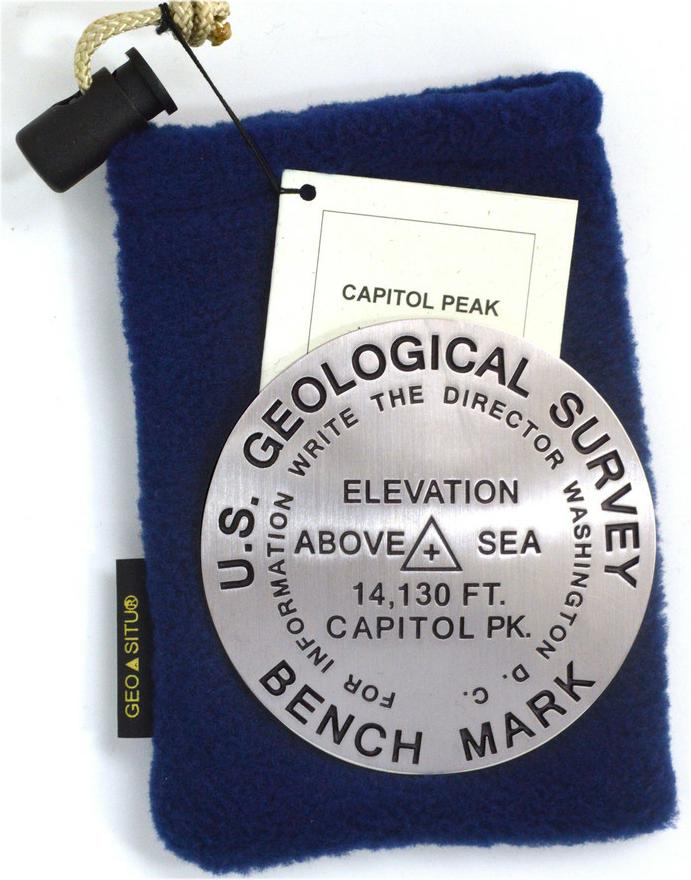 CAPITOL PEAK
U.S. GEOLOGICAL SURVEY
FOR INFORMATION WRITE THE DIRECTOR WASHINGTON D. C.
ELEVATION
ABOVE SEA
14,130 FT.
CAPITOL PK.
BENCH MARK
GEO▲SITU®